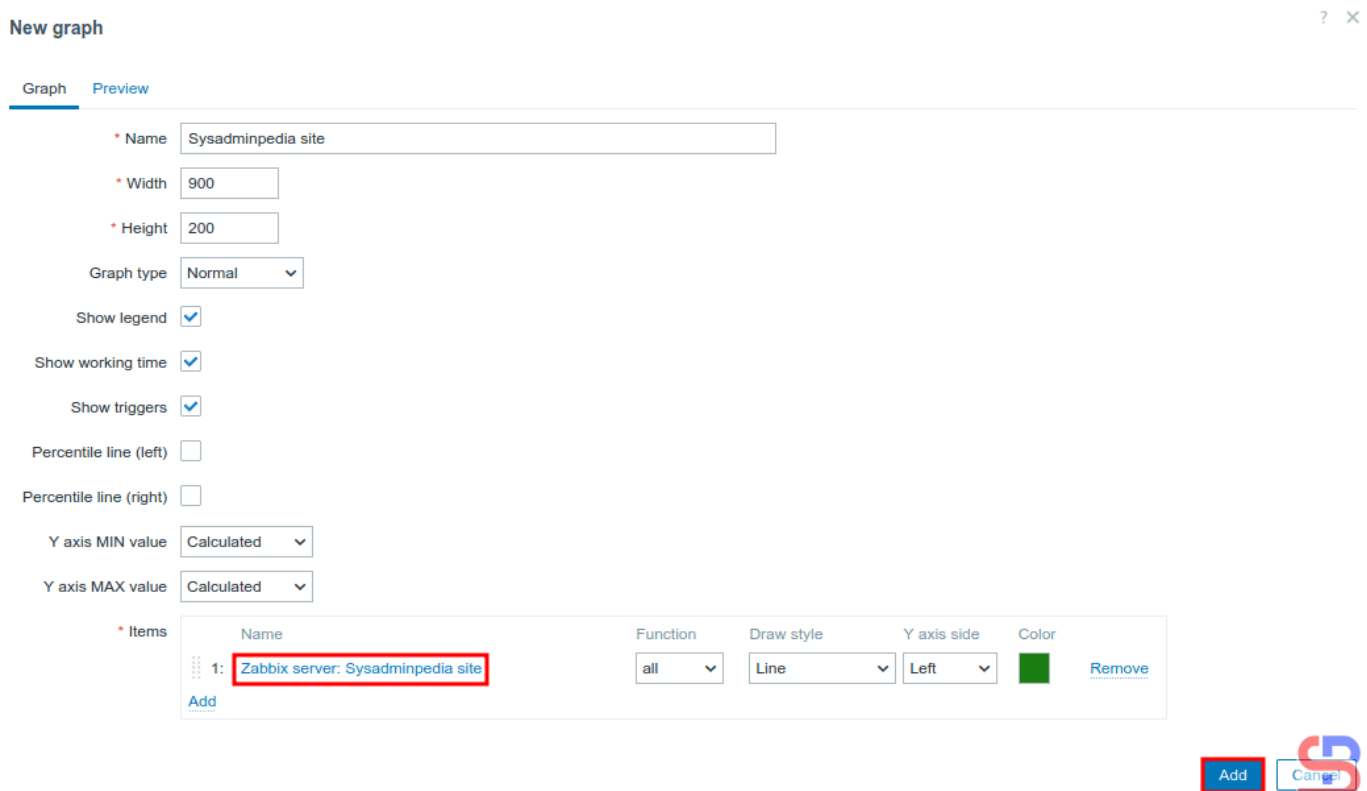 New graph ?
Graph Preview
* Name Sysadminpedia site
* Width 900
* Height 200
Graph type Normal
Show legend
Show working time
Show triggers
Percentile line (left)
Percentile line (right)
Y axis MIN value Calculated
Y axis MAX value Calculated
* Items Name Function Draw style Y axis side Color
1: Zabbix server: Sysadminpedia site all Line Left Remove
Add
Add Cancel